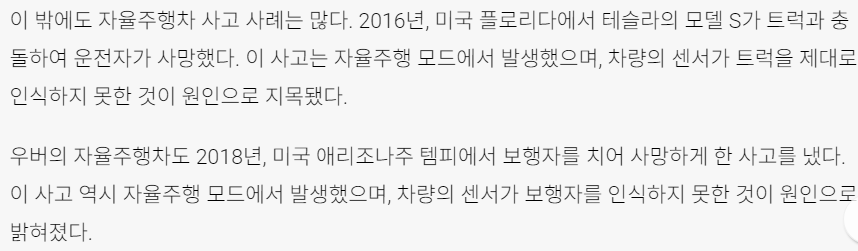 이 밖에도 자율주행차 사고 사례는 많다. 2016년, 미국 플로리다에서 테슬라의 모델 S가 트럭과 충
돌하여 운전자가 사망했다. 이 사고는 자율주행 모드에서 발생했으며, 차량의 센서가 트럭을 제대로
인식하지 못한 것이 원인으로 지목됐다.
우버의 자율주행차도 2018년, 미국 애리조나주 템피에서 보행자를 치어 사망하게 한 사고를 냈다.
이 사고 역시 자율주행 모드에서 발생했으며, 차량의 센서가 보행자를 인식하지 못한 것이 원인으로
밝혀졌다.